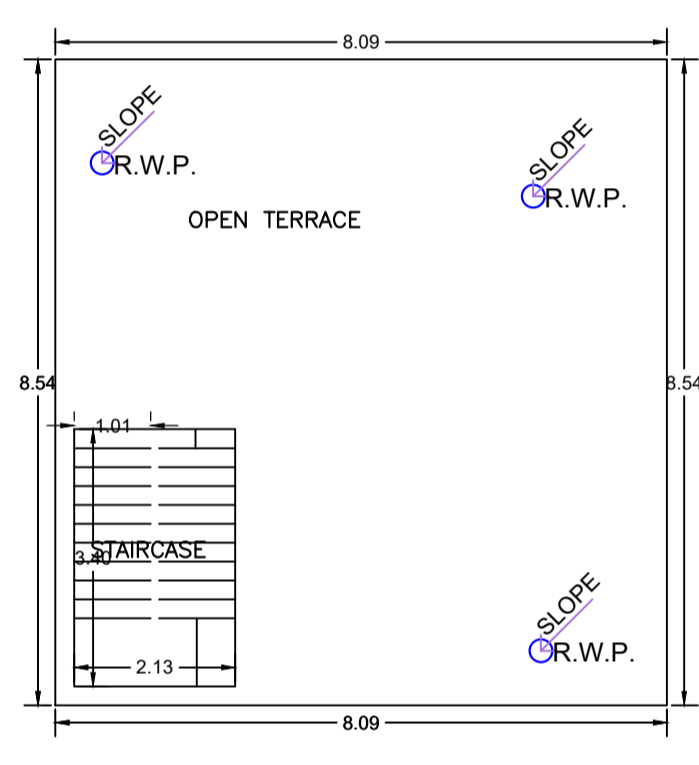 8.09
SLOPE
R.W.P.
SLOPE
R.W.P.
OPEN TERRACE
8.54
8.54
1.01
STAIRCASE
3.40
SLOPE
R.W.P.
2.13
8.09